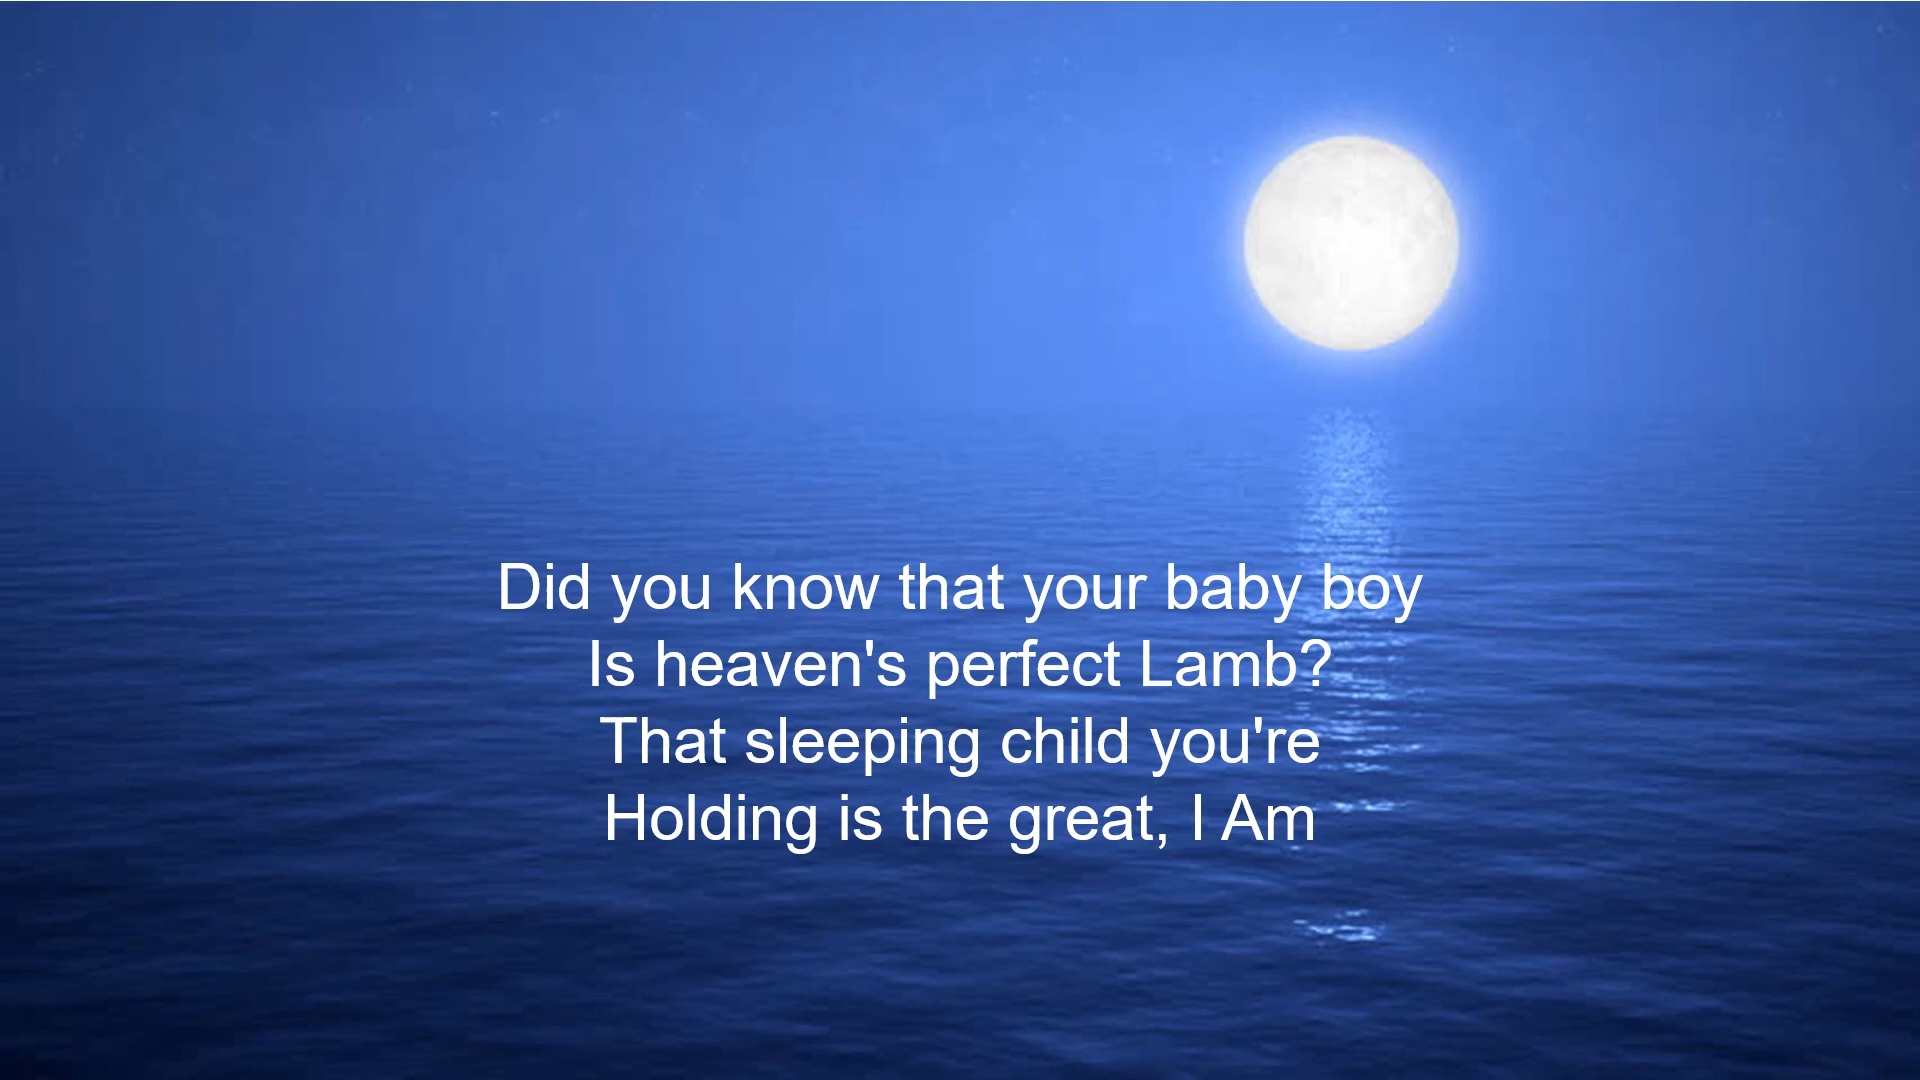 Did you know that your baby boy
Is heaven's perfect Lamb?
That sleeping child you're
Holding is the great, I Am